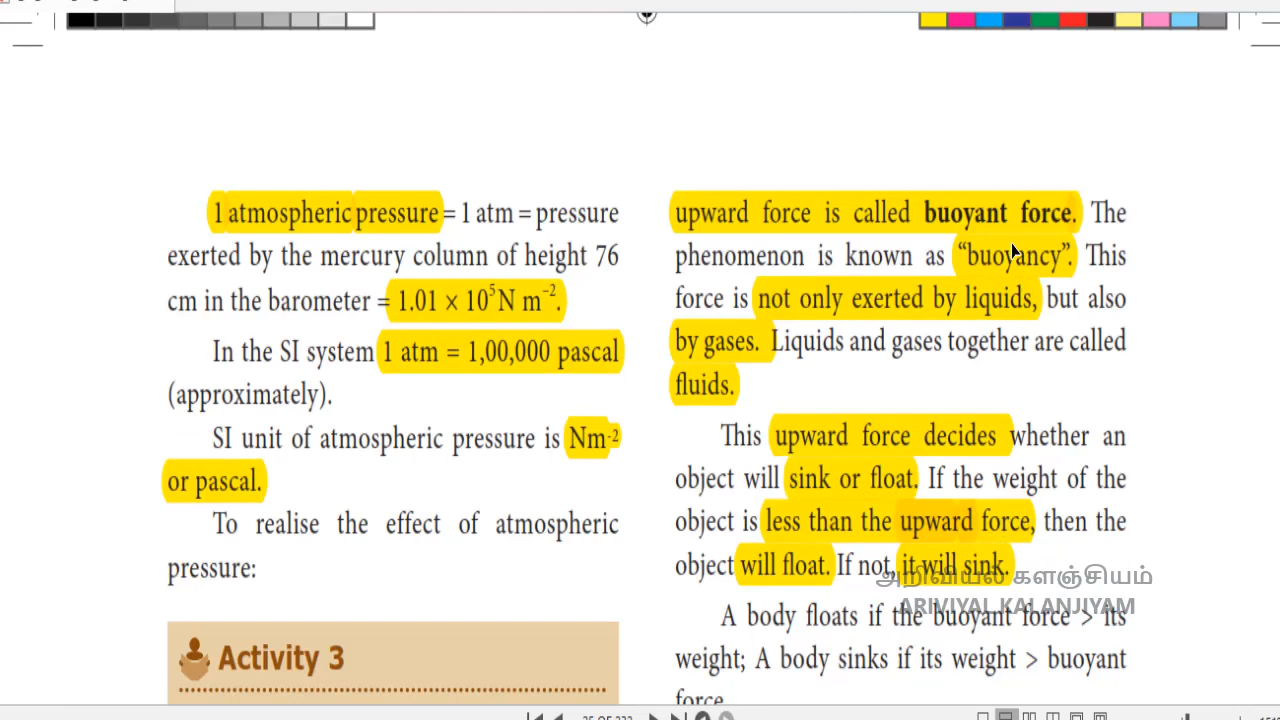 1 atmospheric pressure = 1 atm = pressure
exerted by the mercury column of height 76
cm in the barometer = 1.01 × 10⁵N m⁻².
In the SI system 1 atm = 1,00,000 pascal
(approximately).
SI unit of atmospheric pressure is Nm⁻²
or pascal.
To realise the effect of atmospheric
pressure:
Activity 3
upward force is called buoyant force. The
phenomenon is known as “buoyancy”. This
force is not only exerted by liquids, but also
by gases. Liquids and gases together are called
fluids.
This upward force decides whether an
object will sink or float. If the weight of the
object is less than the upward force, then the
object will float. If not, it will sink.
அறிவியல் களஞ்சியம்
ARIVIYAL KALANJIYAM
A body floats if the buoyant force > its
weight; A body sinks if its weight > buoyant
force